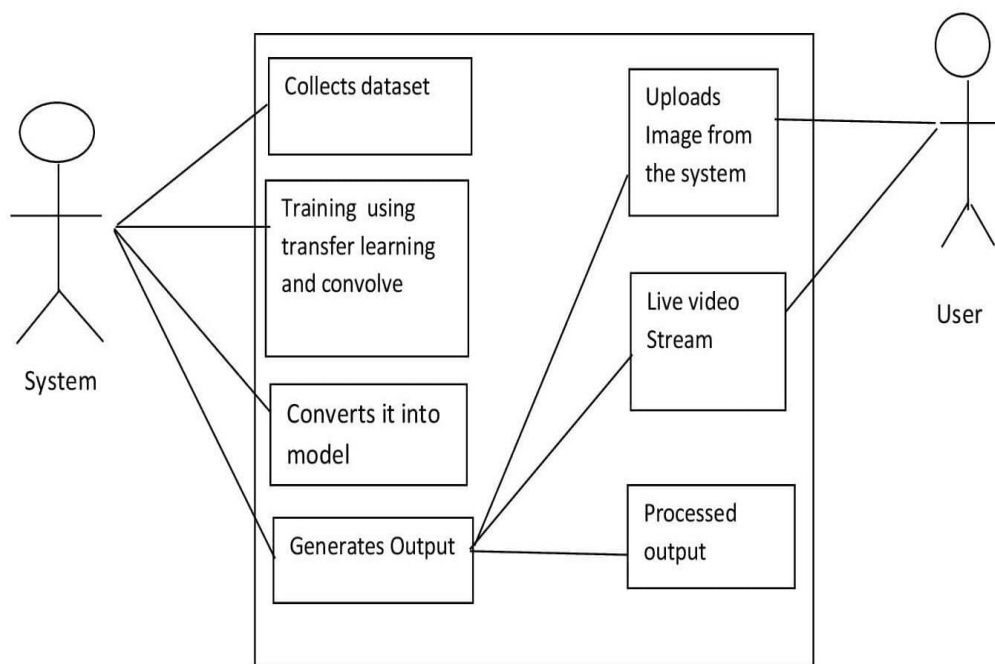 Collects dataset
Training using
transfer learning
and convolve
Converts it into
model
Generates Output
Uploads
Image from
the system
Live video
Stream
Processed
output
System
User